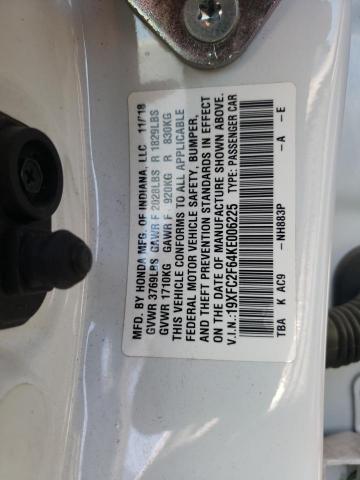 MFD. BY HONDA MFG. OF INDIANA, LLC 11/18
GVWR 3769LBS GAWR F 2028LBS R 1829LBS
GVWR 1710KG GAWR F 920KG R 830KG
THIS VEHICLE CONFORMS TO ALL APPLICABLE
FEDERAL MOTOR VEHICLE SAFETY, BUMPER,
AND THEFT PREVENTION STANDARDS IN EFFECT
ON THE DATE OF MANUFACTURE SHOWN ABOVE.
V.I.N.:19XFC2F64KE006225 TYPE: PASSENGER CAR
TBA K AC9 -NH883P -A -E